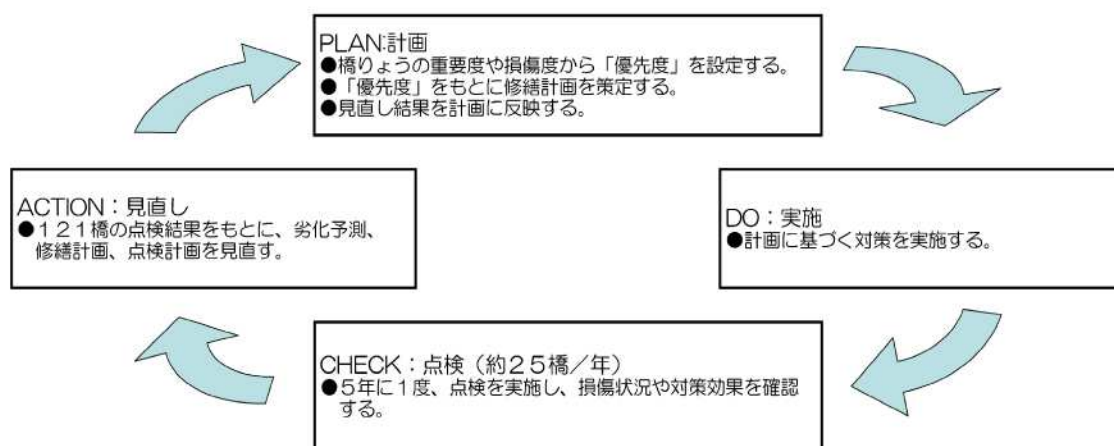 PLAN:計画
●橋りょうの重要度や損傷度から「優先度」を設定する。
●「優先度」をもとに修繕計画を策定する。
●見直し結果を計画に反映する。
ACTION：見直し
●１２１橋の点検結果をもとに、劣化予測、
修繕計画、点検計画を見直す。
DO：実施
●計画に基づく対策を実施する。
CHECK：点検（約２５橋／年）
●５年に１度、点検を実施し、損傷状況や対策効果を確認
する。